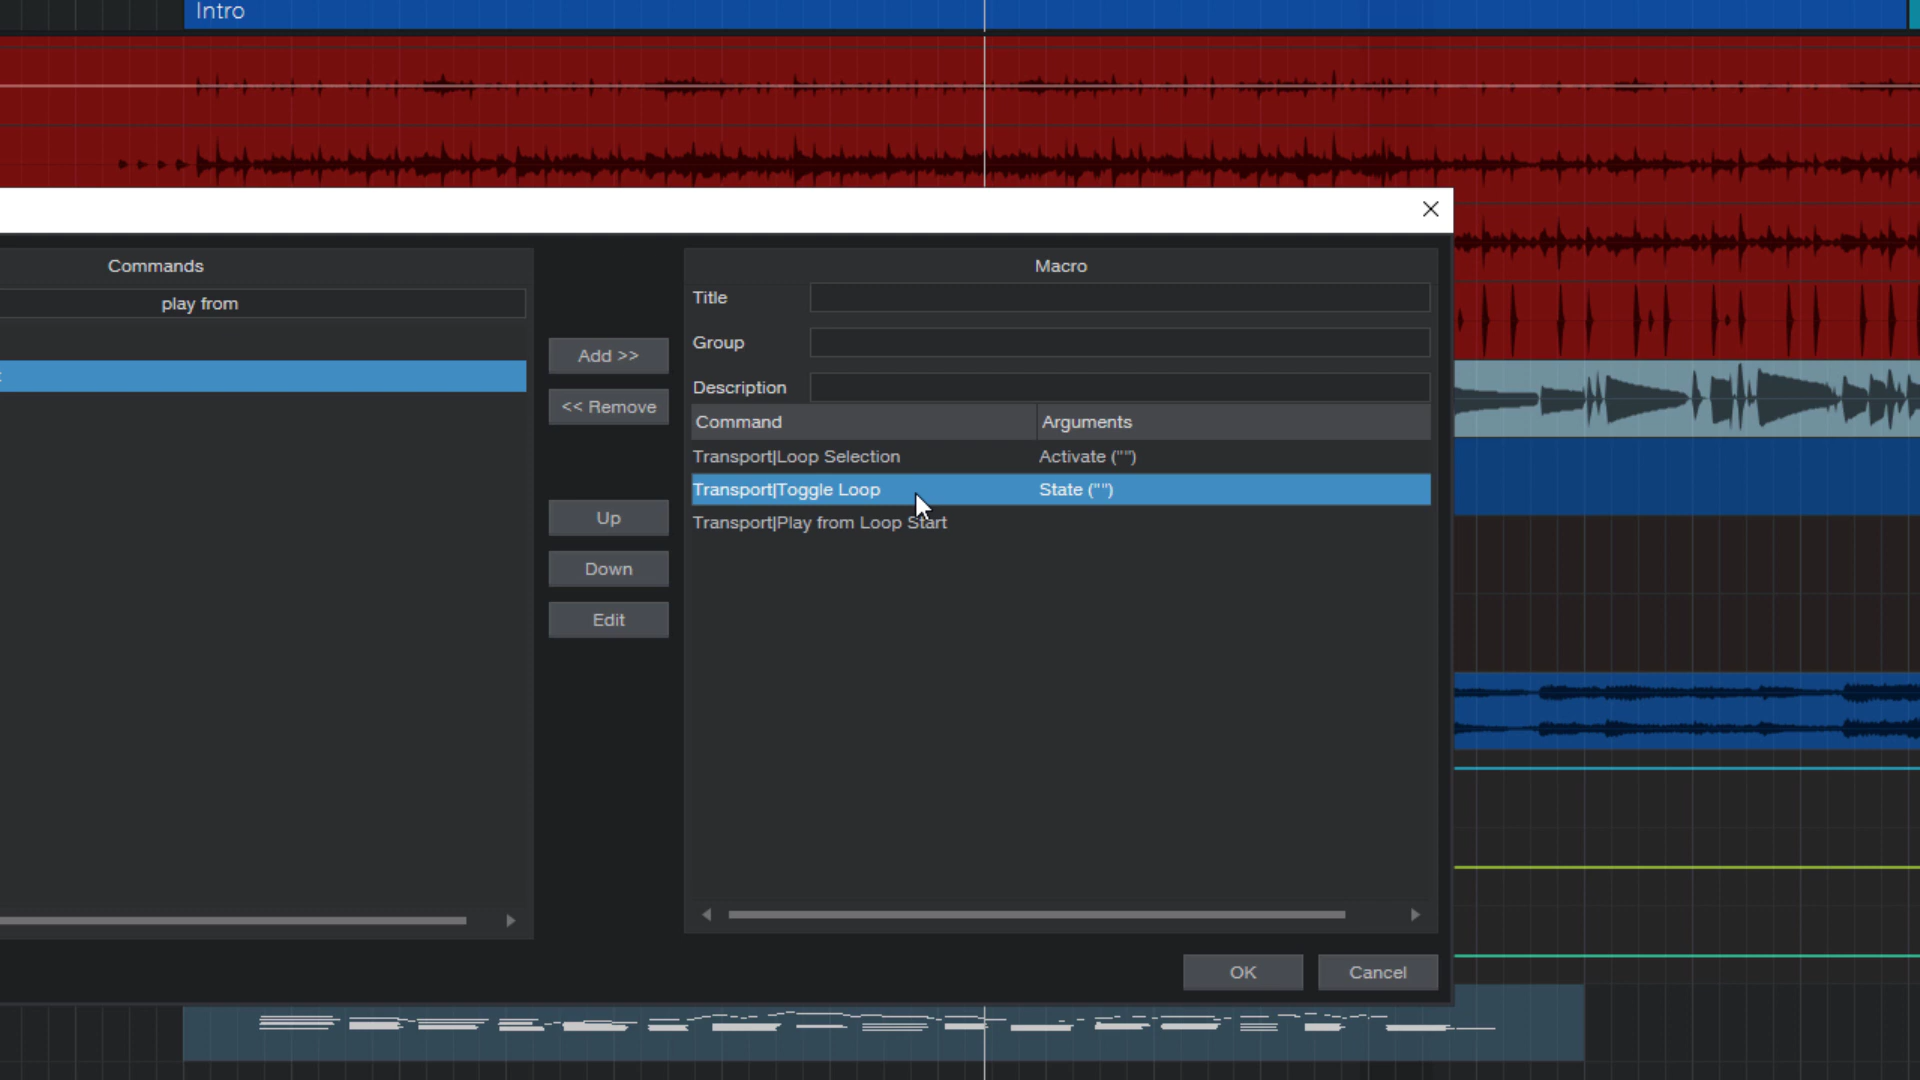 Intro
Commands
play from
Add >>
<< Remove
Up
Down
Edit
Macro
Title
Group
Description
Command Arguments
Transport|Loop Selection Activate ("")
Transport|Toggle Loop State ("")
Transport|Play from Loop Start
OK Cancel